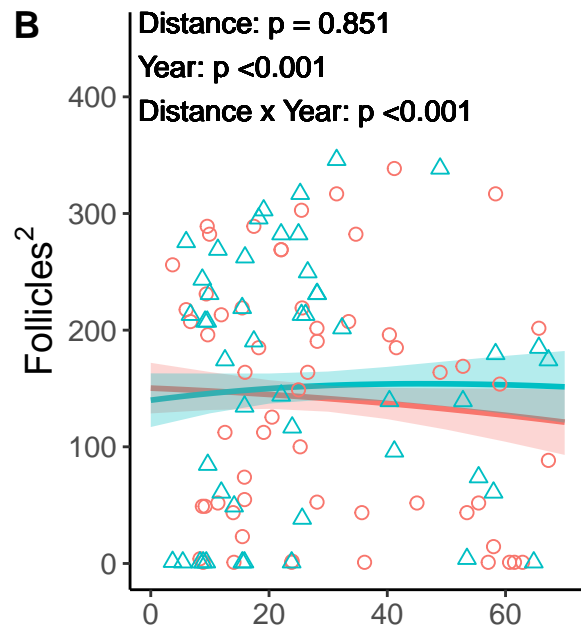 B
Distance: p = 0.851
Year: p <0.001
Distance x Year: p <0.001
Follicles²
400
300
200
100
0
0 20 40 60